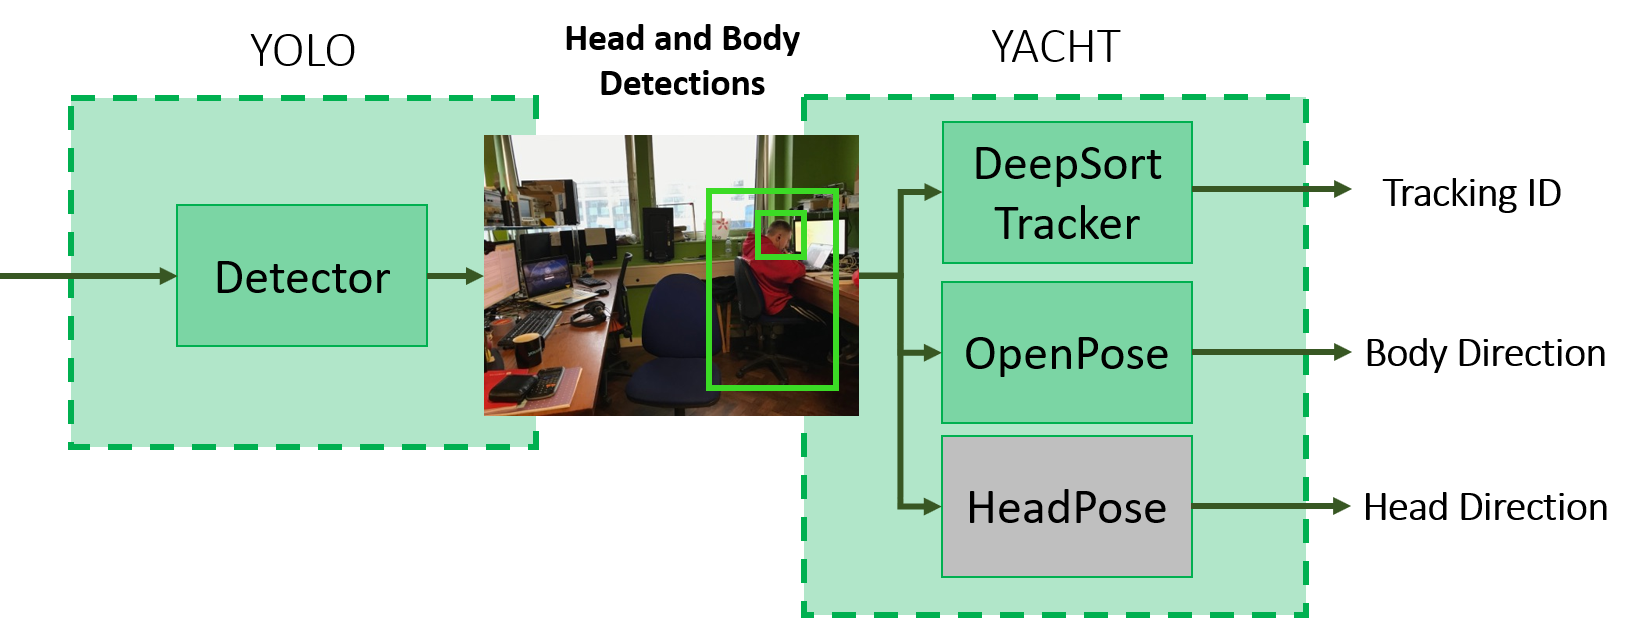 YOLO
Head and Body
Detections
YACHT
Detector
DeepSort
Tracker
OpenPose
HeadPose
Tracking ID
Body Direction
Head Direction